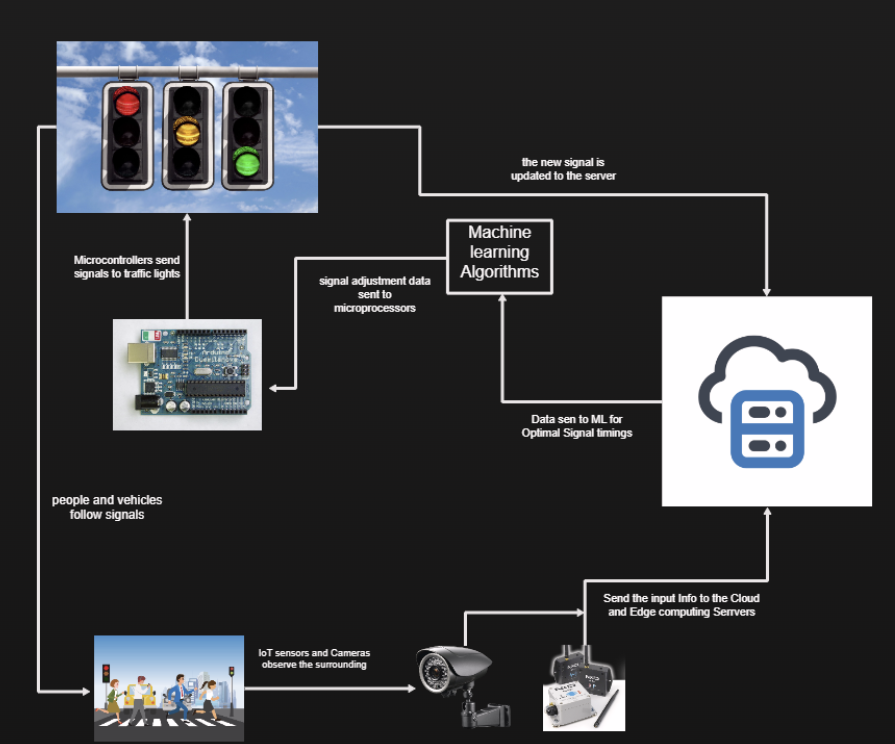 the new signal is
updated to the server
Machine
learning
Algorithms
Microcontrollers send
signals to traffic lights
signal adjustment data
sent to
microprocessors
Data sen to ML for
Optimal Signal timings
people and vehicles
follow signals
Send the input Info to the Cloud
and Edge computing Serrvers
IoT sensors and Cameras
observe the surrounding